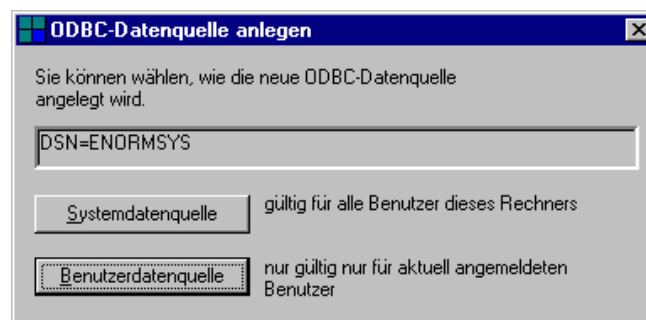 ODBC-Datenquelle anlegen
Sie können wählen, wie die neue ODBC-Datenquelle
angelegt wird.
DSN=ENORMSYS
Systemdatenquelle
gültig für alle Benutzer dieses Rechners
Benutzerdatenquelle
nur gültig nur für aktuell angemeldeten
Benutzer